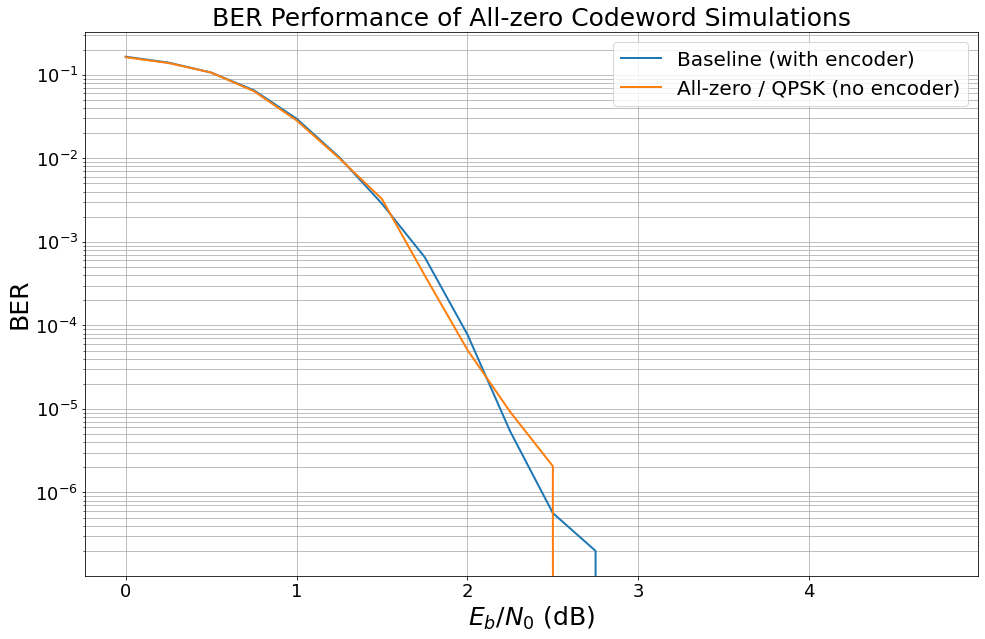 BER Performance of All-zero Codeword Simulations
Baseline (with encoder)
All-zero / QPSK (no encoder)
BER
10⁻¹
10⁻²
10⁻³
10⁻⁴
10⁻⁵
10⁻⁶
0 1 2 3 4
E_b/N_0 (dB)